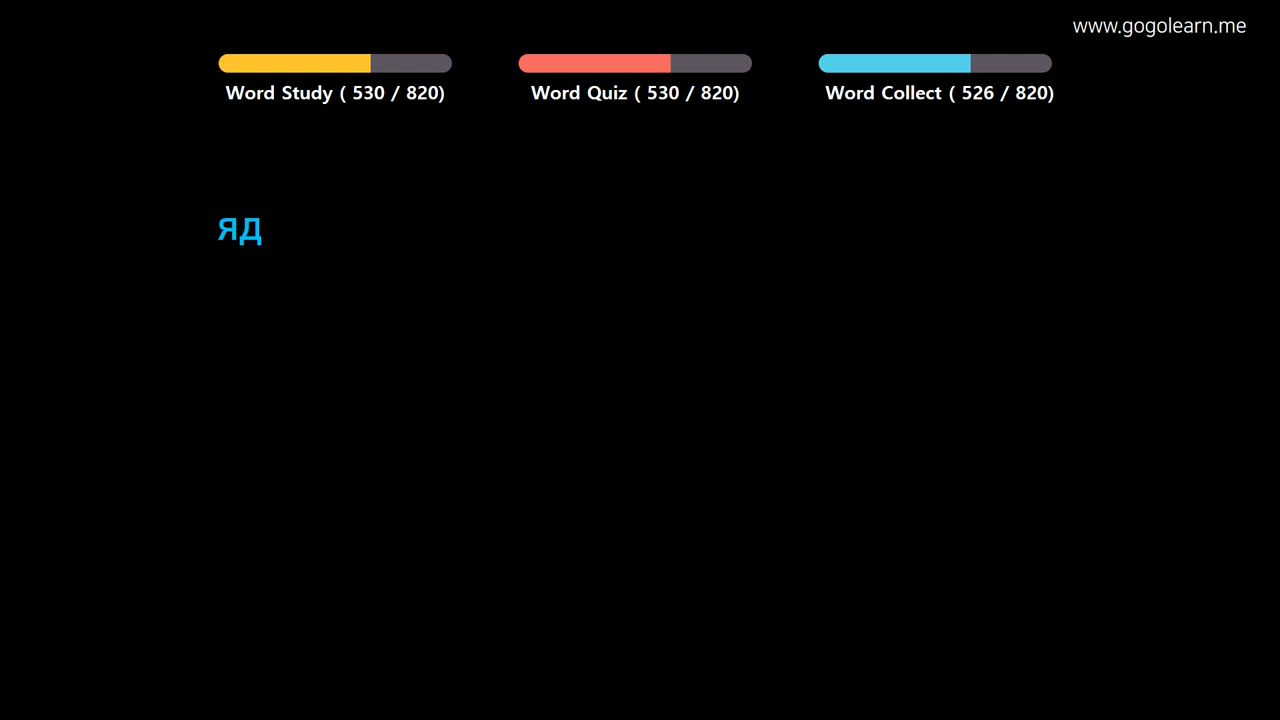 www.gogolearn.me
Word Study ( 530 / 820)
Word Quiz ( 530 / 820)
Word Collect ( 526 / 820)
яд